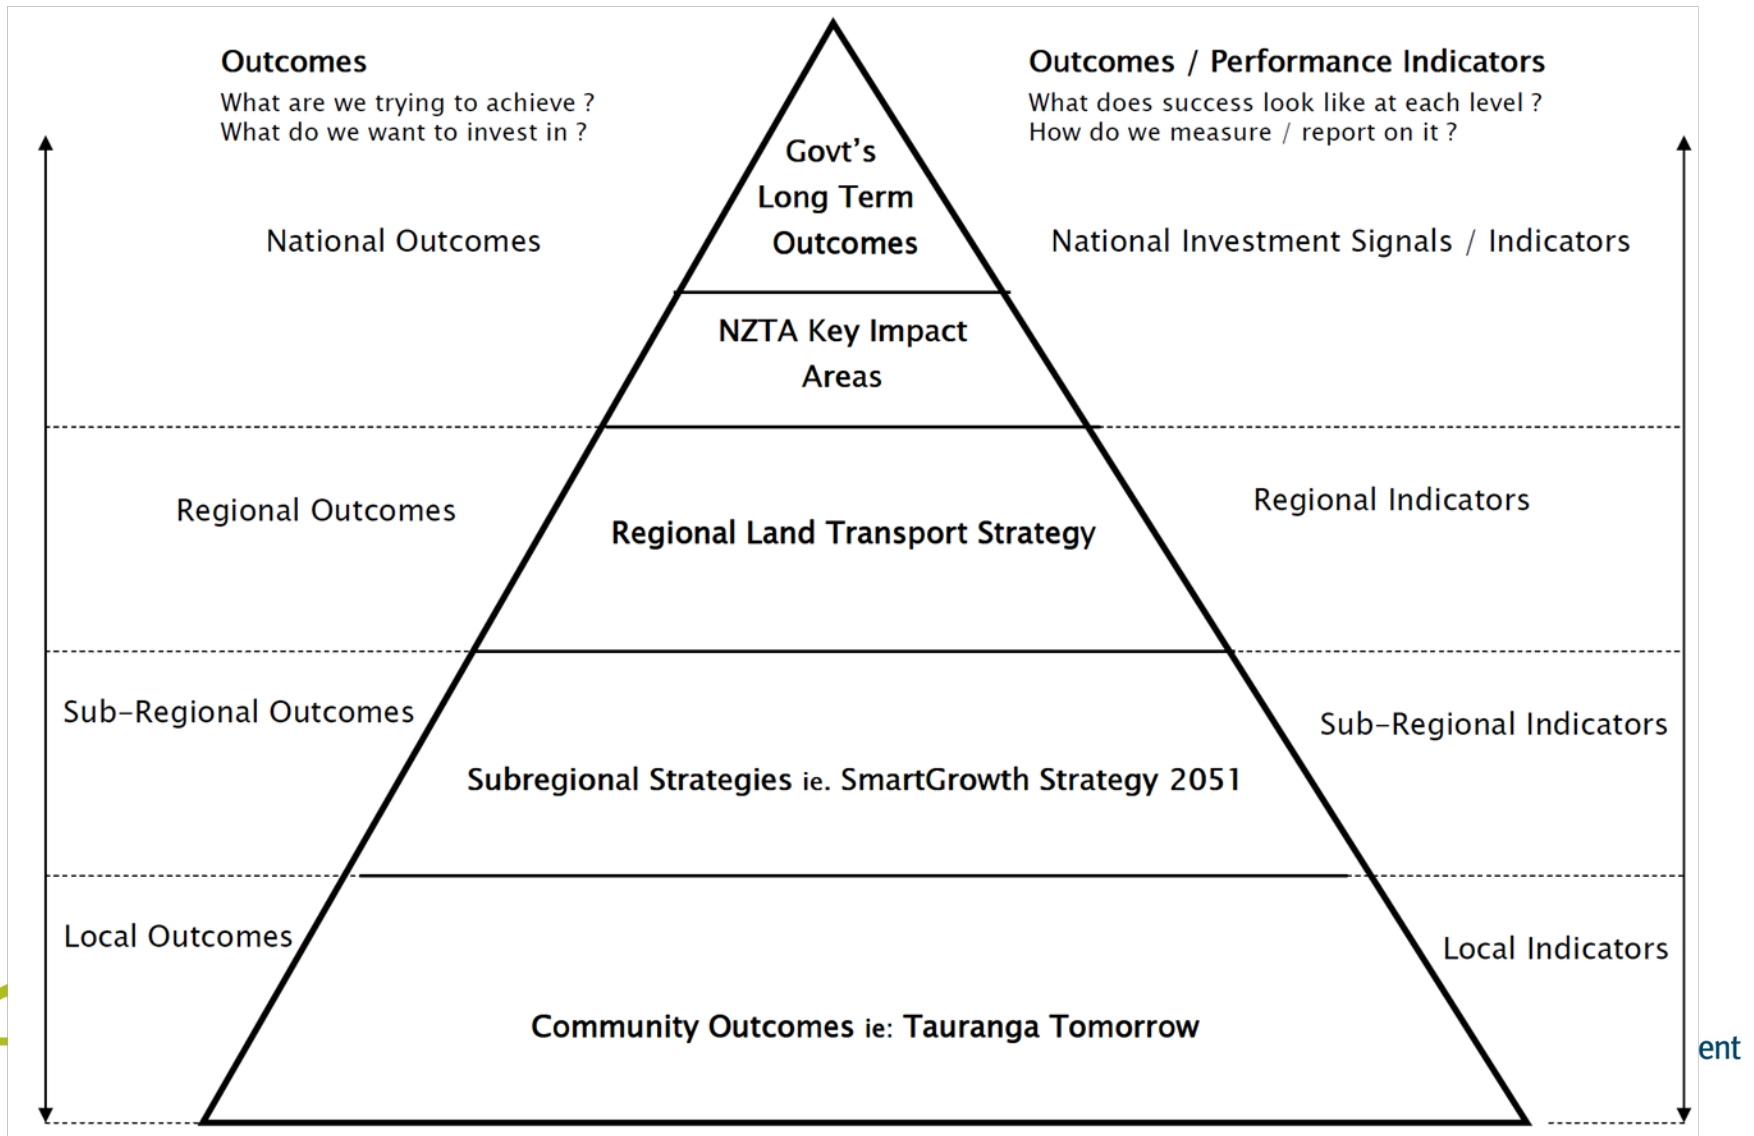 Outcomes
What are we trying to achieve ?
What do we want to invest in ?
Outcomes / Performance Indicators
What does success look like at each level ?
How do we measure / report on it ?
Govt's
Long Term
Outcomes
National Outcomes
National Investment Signals / Indicators
NZTA Key Impact
Areas
Regional Outcomes
Regional Land Transport Strategy
Regional Indicators
Sub-Regional Outcomes
Subregional Strategies ie. SmartGrowth Strategy 2051
Sub-Regional Indicators
Local Outcomes
Local Indicators
Community Outcomes ie: Tauranga Tomorrow
ent